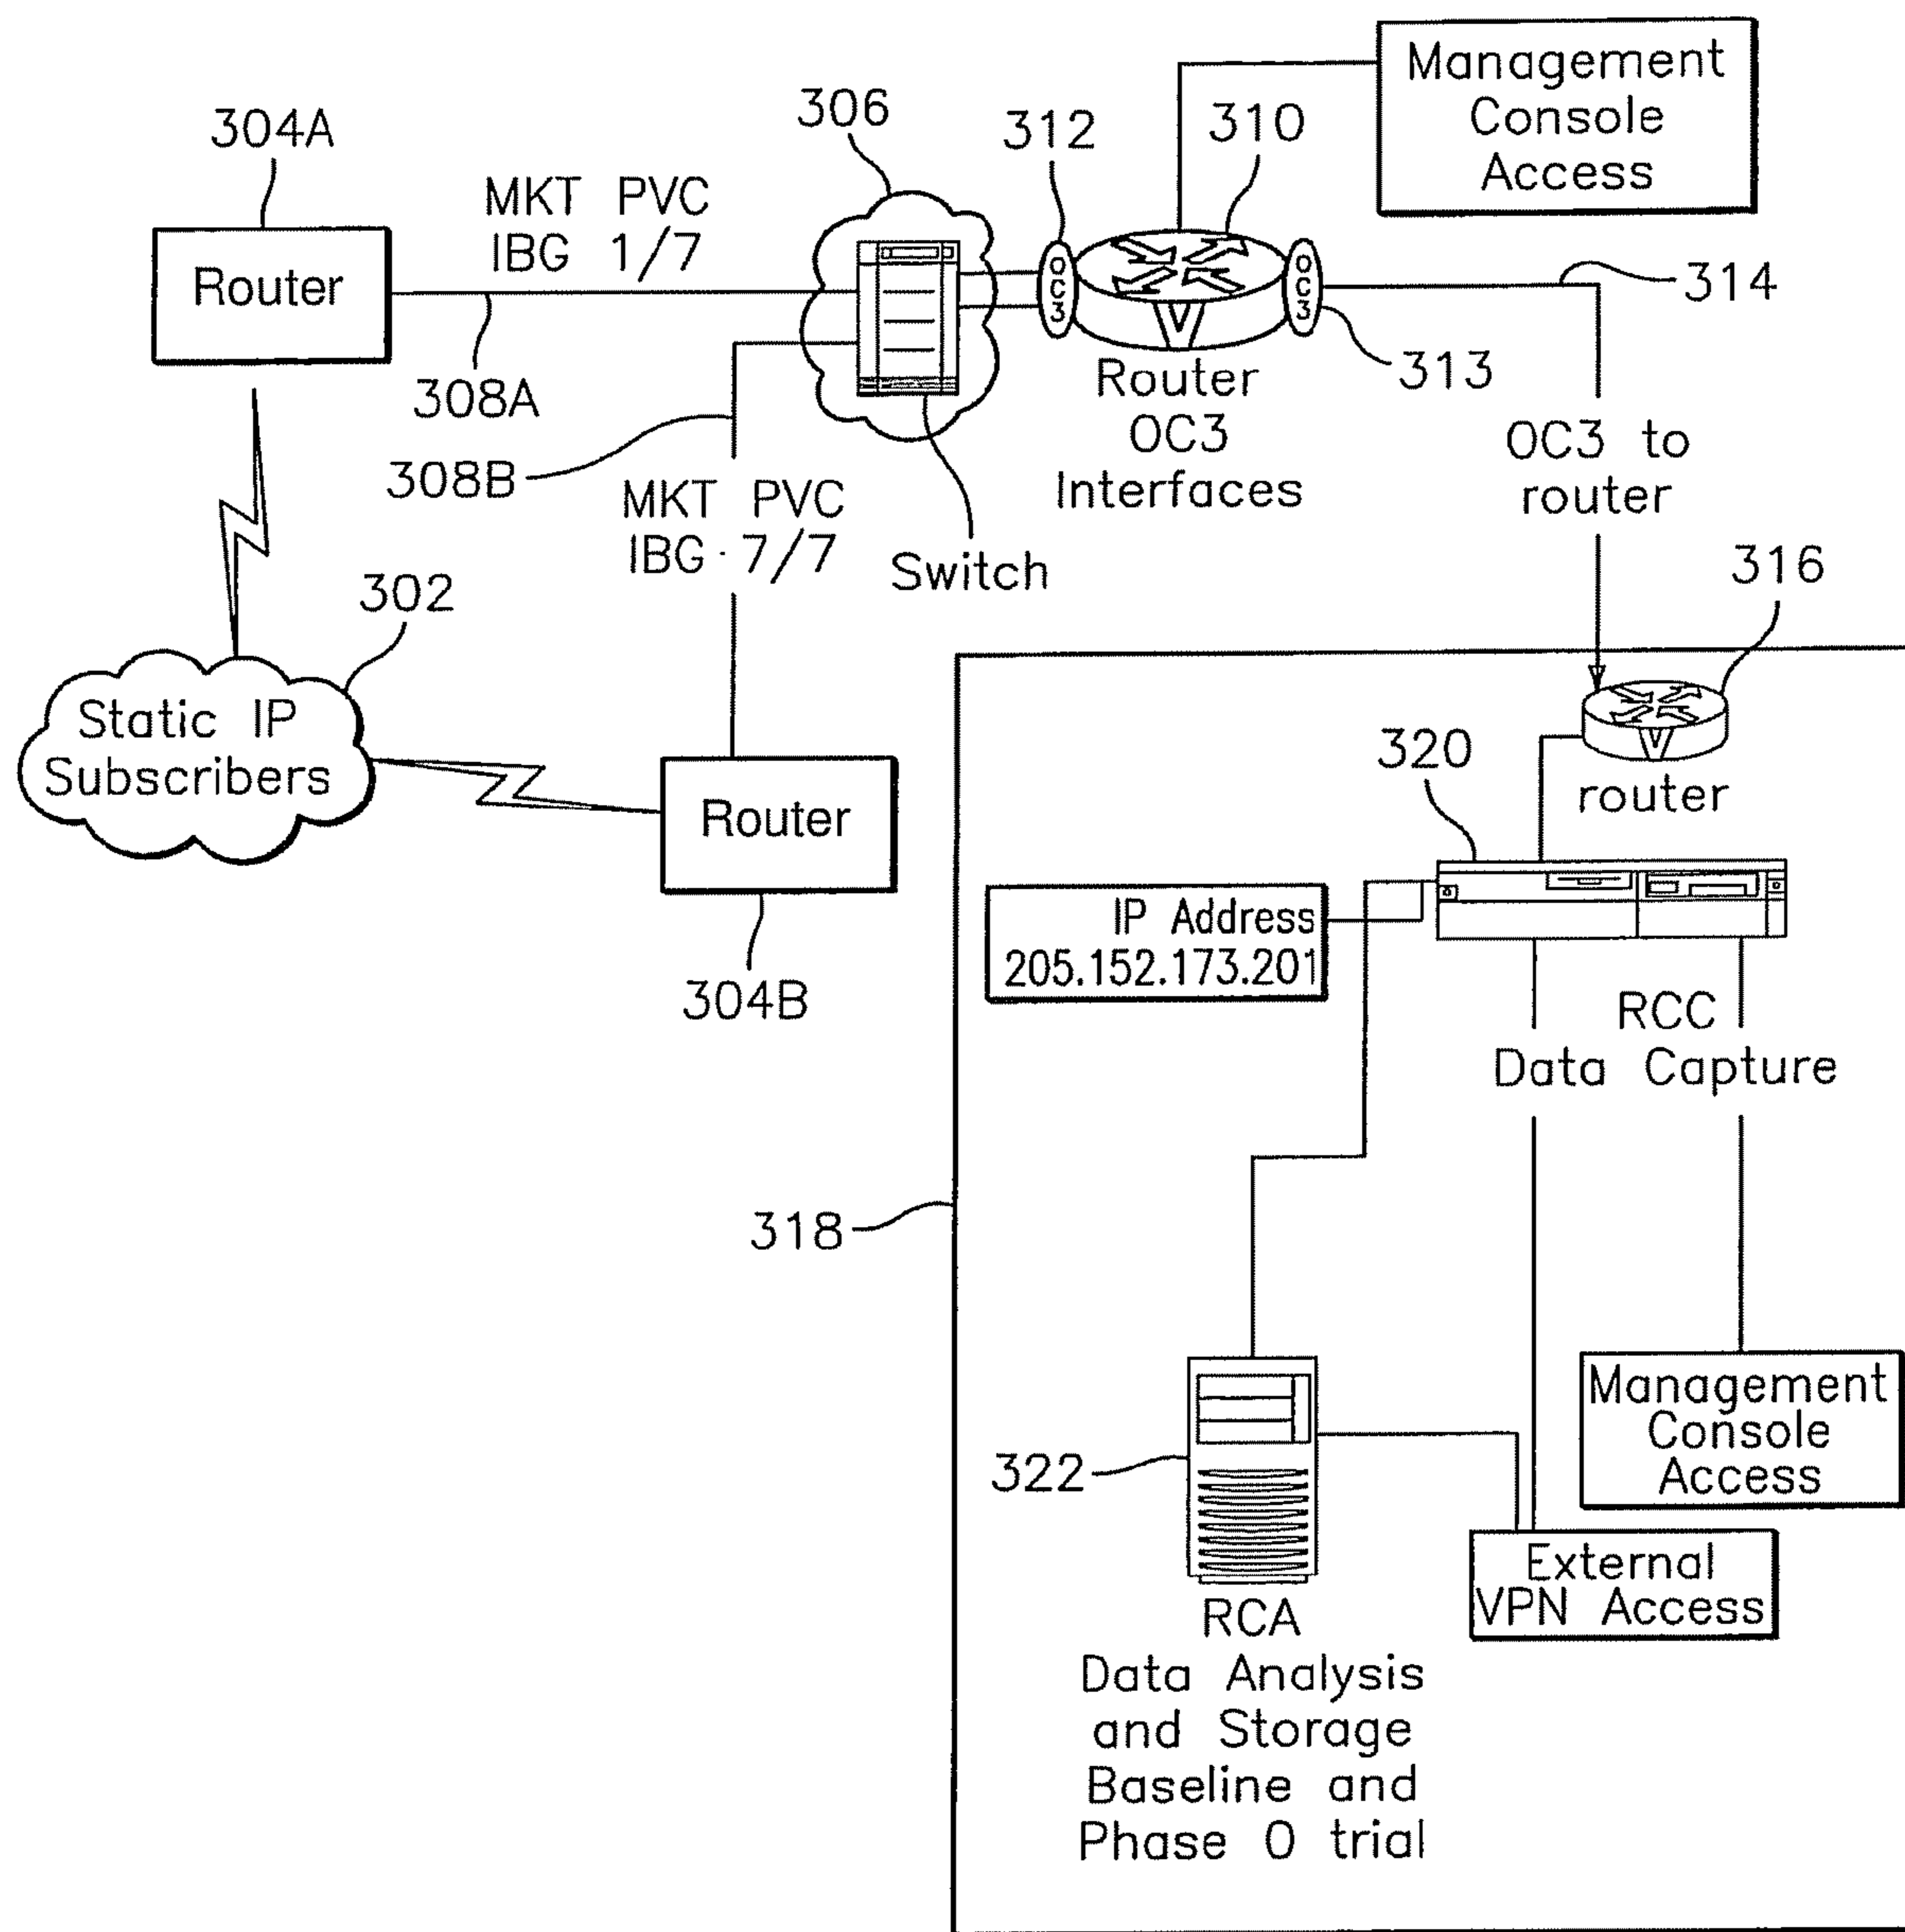 304A
Router
MKT PVC
IBG 1/7
308A
306
312
310
Management
Console
Access
OC3
OC3
314
313
Router
OC3
Interfaces
308B
MKT PVC
IBG 7/7
Switch
OC3 to
router
302
Static IP
Subscribers
Router
304B
316
router
320
IP Address
205.152.173.201
RCC
Data Capture
318
322
Management
Console
Access
External
VPN Access
RCA
Data Analysis
and Storage
Baseline and
Phase 0 trial